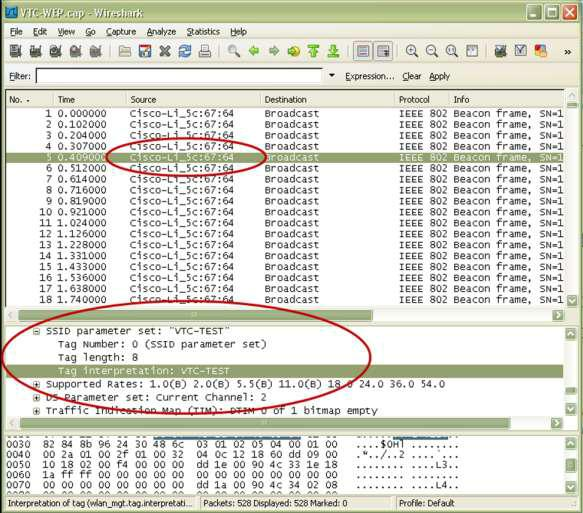 VTC-WEP.cap - Wireshark
File Edit View Go Capture Analyze Statistics Help
Filter: Expression... Clear Apply
No. Time Source Destination Protocol Info
1 0.000000 Cisco-Li_5c:67:64 Broadcast IEEE 802 Beacon frame, SN=1
2 0.102000 Cisco-Li_5c:67:64 Broadcast IEEE 802 Beacon frame, SN=1
3 0.204000 Cisco-Li_5c:67:64 Broadcast IEEE 802 Beacon frame, SN=1
4 0.307000 Cisco-Li_5c:67:64 Broadcast IEEE 802 Beacon frame, SN=1
5 0.409000 Cisco-Li_5c:67:64 Broadcast IEEE 802 Beacon frame, SN=1
6 0.512000 Cisco-Li_5c:67:64 Broadcast IEEE 802 Beacon frame, SN=1
7 0.614000 Cisco-Li_5c:67:64 Broadcast IEEE 802 Beacon frame, SN=1
8 0.716000 Cisco-Li_5c:67:64 Broadcast IEEE 802 Beacon frame, SN=1
9 0.819000 Cisco-Li_5c:67:64 Broadcast IEEE 802 Beacon frame, SN=1
10 0.921000 Cisco-Li_5c:67:64 Broadcast IEEE 802 Beacon frame, SN=1
11 1.024000 Cisco-Li_5c:67:64 Broadcast IEEE 802 Beacon frame, SN=1
12 1.126000 Cisco-Li_5c:67:64 Broadcast IEEE 802 Beacon frame, SN=1
13 1.228000 Cisco-Li_5c:67:64 Broadcast IEEE 802 Beacon frame, SN=1
14 1.331000 Cisco-Li_5c:67:64 Broadcast IEEE 802 Beacon frame, SN=1
15 1.433000 Cisco-Li_5c:67:64 Broadcast IEEE 802 Beacon frame, SN=1
16 1.536000 Cisco-Li_5c:67:64 Broadcast IEEE 802 Beacon frame, SN=1
17 1.638000 Cisco-Li_5c:67:64 Broadcast IEEE 802 Beacon frame, SN=1
18 1.740000 Cisco-Li_5c:67:64 Broadcast IEEE 802 Beacon frame, SN=1
SSID parameter set: "VTC-TEST"
Tag Number: 0 (SSID parameter set)
Tag length: 8
Tag interpretation: VTC-TEST
Supported Rates: 1.0(B) 2.0(B) 5.5(B) 11.0(B) 18.0 24.0 36.0 54.0
DS Parameter set: Current Channel: 2
Traffic Indication Map (TIM): DTIM 0 of 1 bitmap empty
0030 82 84 8b 96 24 30 48 6c 03 01 02 05 04 00 01 00 ....$0Hl ........
0040 00 2a 01 00 2f 01 00 32 04 0c 12 18 60 dd 09 00 .*../..2 ....`...
0050 10 18 02 00 f4 00 00 00 dd 1e 00 90 4c 33 1e 18 ........ ....L3..
0060 1a ff ff 00 00 00 00 00 00 00 00 00 00 00 00 00 ........ ........
0070 00 00 00 00 00 00 00 00 dd 1a 00 90 4c 34 02 08 ........ ....L4..
Interpretation of tag (wlan_mgt.tag.interpretati... Packets: 528 Displayed: 528 Marked: 0 Profile: Default